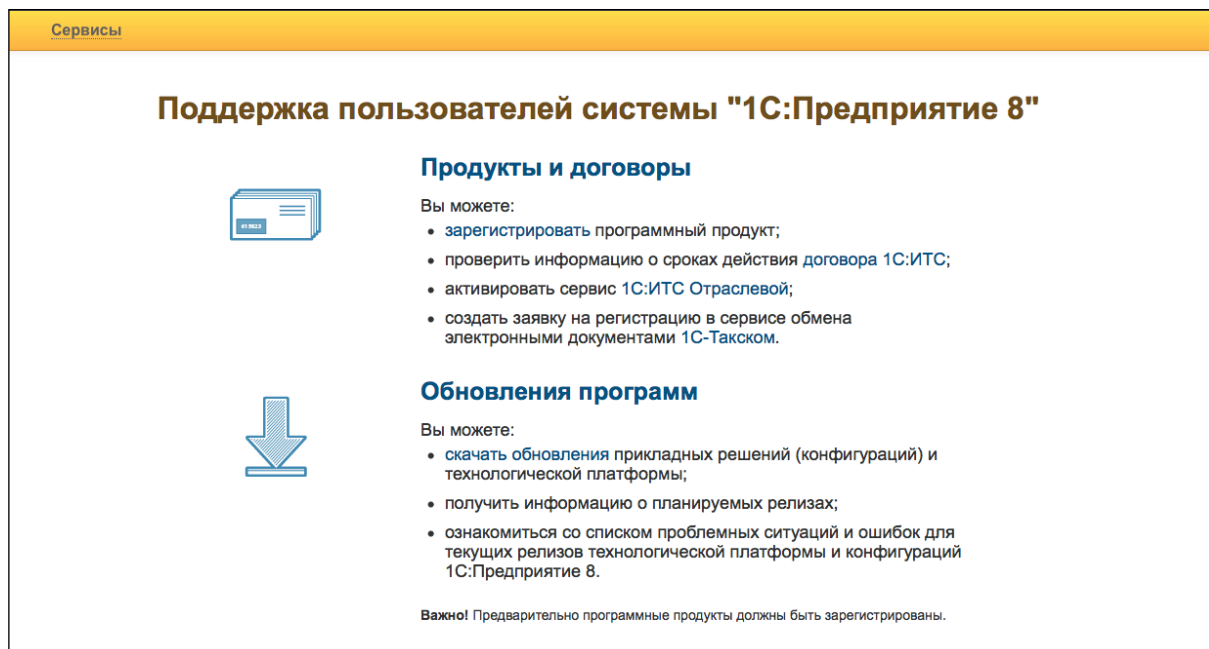 Сервисы
Поддержка пользователей системы "1С:Предприятие 8"
Продукты и договоры
Вы можете:
• зарегистрировать программный продукт;
• проверить информацию о сроках действия договора 1С:ИТС;
• активировать сервис 1С:ИТС Отраслевой;
• создать заявку на регистрацию в сервисе обмена
электронными документами 1С-Такском.
Обновления программ
Вы можете:
• скачать обновления прикладных решений (конфигураций) и
технологической платформы;
• получить информацию о планируемых релизах;
• ознакомиться со списком проблемных ситуаций и ошибок для
текущих релизов технологической платформы и конфигураций
1С:Предприятие 8.
Важно! Предварительно программные продукты должны быть зарегистрированы.